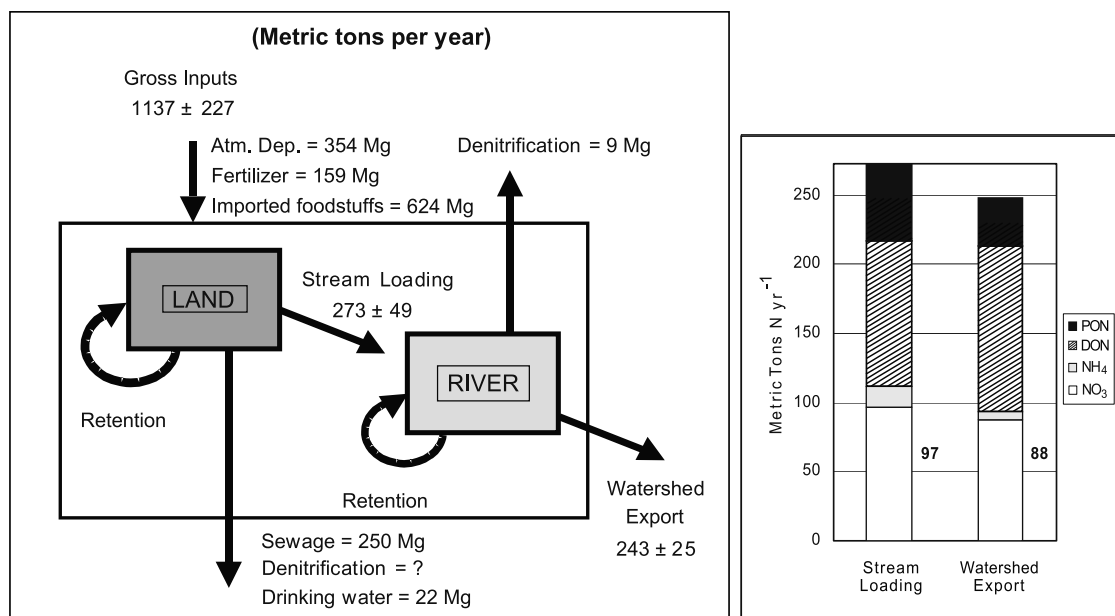 (Metric tons per year)
Gross Inputs
1137 ± 227
Atm. Dep. = 354 Mg
Fertilizer = 159 Mg
Imported foodstuffs = 624 Mg
Denitrification = 9 Mg
LAND
Stream Loading
273 ± 49
RIVER
Retention
Retention
Watershed
Export
243 ± 25
Sewage = 250 Mg
Denitrification = ?
Drinking water = 22 Mg
Metric Tons N yr⁻¹
250
200
150
100
50
0
97
88
Stream
Loading
Watershed
Export
PON
DON
NH₄
NO₃